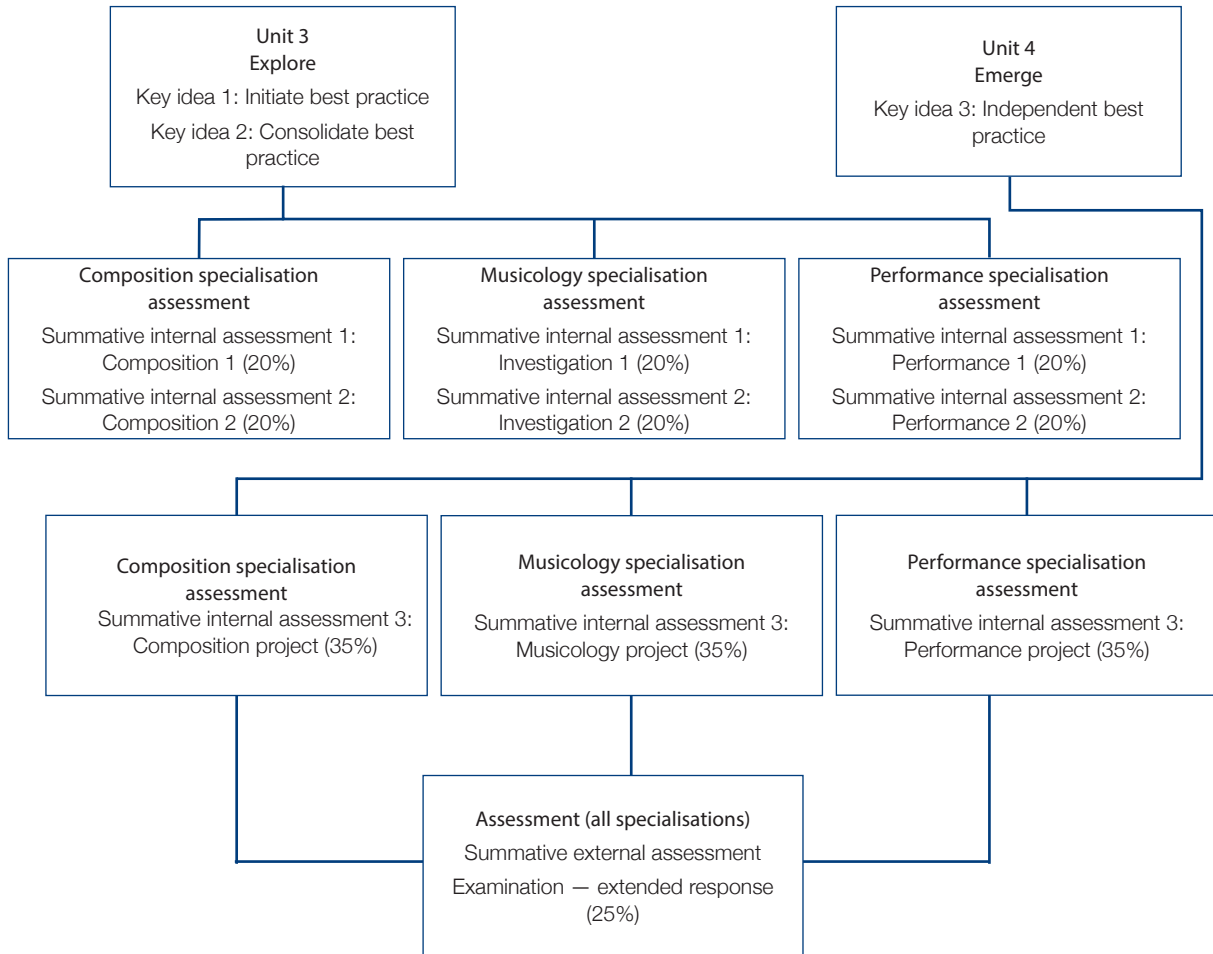 Unit 3
Explore
Key idea 1: Initiate best practice
Key idea 2: Consolidate best
practice
Unit 4
Emerge
Key idea 3: Independent best
practice
Composition specialisation
assessment
Summative internal assessment 1:
Composition 1 (20%)
Summative internal assessment 2:
Composition 2 (20%)
Musicology specialisation
assessment
Summative internal assessment 1:
Investigation 1 (20%)
Summative internal assessment 2:
Investigation 2 (20%)
Performance specialisation
assessment
Summative internal assessment 1:
Performance 1 (20%)
Summative internal assessment 2:
Performance 2 (20%)
Composition specialisation
assessment
Summative internal assessment 3:
Composition project (35%)
Musicology specialisation
assessment
Summative internal assessment 3:
Musicology project (35%)
Performance specialisation
assessment
Summative internal assessment 3:
Performance project (35%)
Assessment (all specialisations)
Summative external assessment
Examination — extended response
(25%)